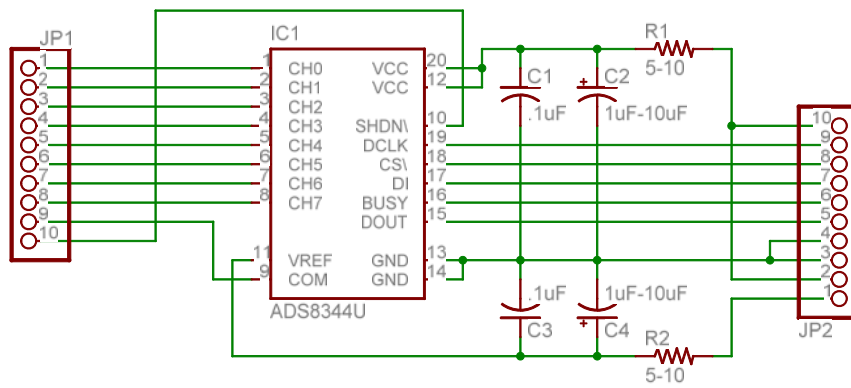 JP1
1
2
3
4
5
6
7
8
9
10
IC1
1 CH0 VCC 20
2 CH1 VCC 12
3 CH2
4 CH3 SHDN\ 10
5 CH4 DCLK 19
6 CH5 CS\ 18
7 CH6 DI 17
8 CH7 BUSY 16
DOUT 15
11 VREF GND 13
9 COM GND 14
ADS8344U
C1
.1uF
C2
+
1uF-10uF
R1
5-10
.1uF
C3
1uF-10uF
+
C4
R2
5-10
10
9
8
7
6
5
4
3
2
1
JP2